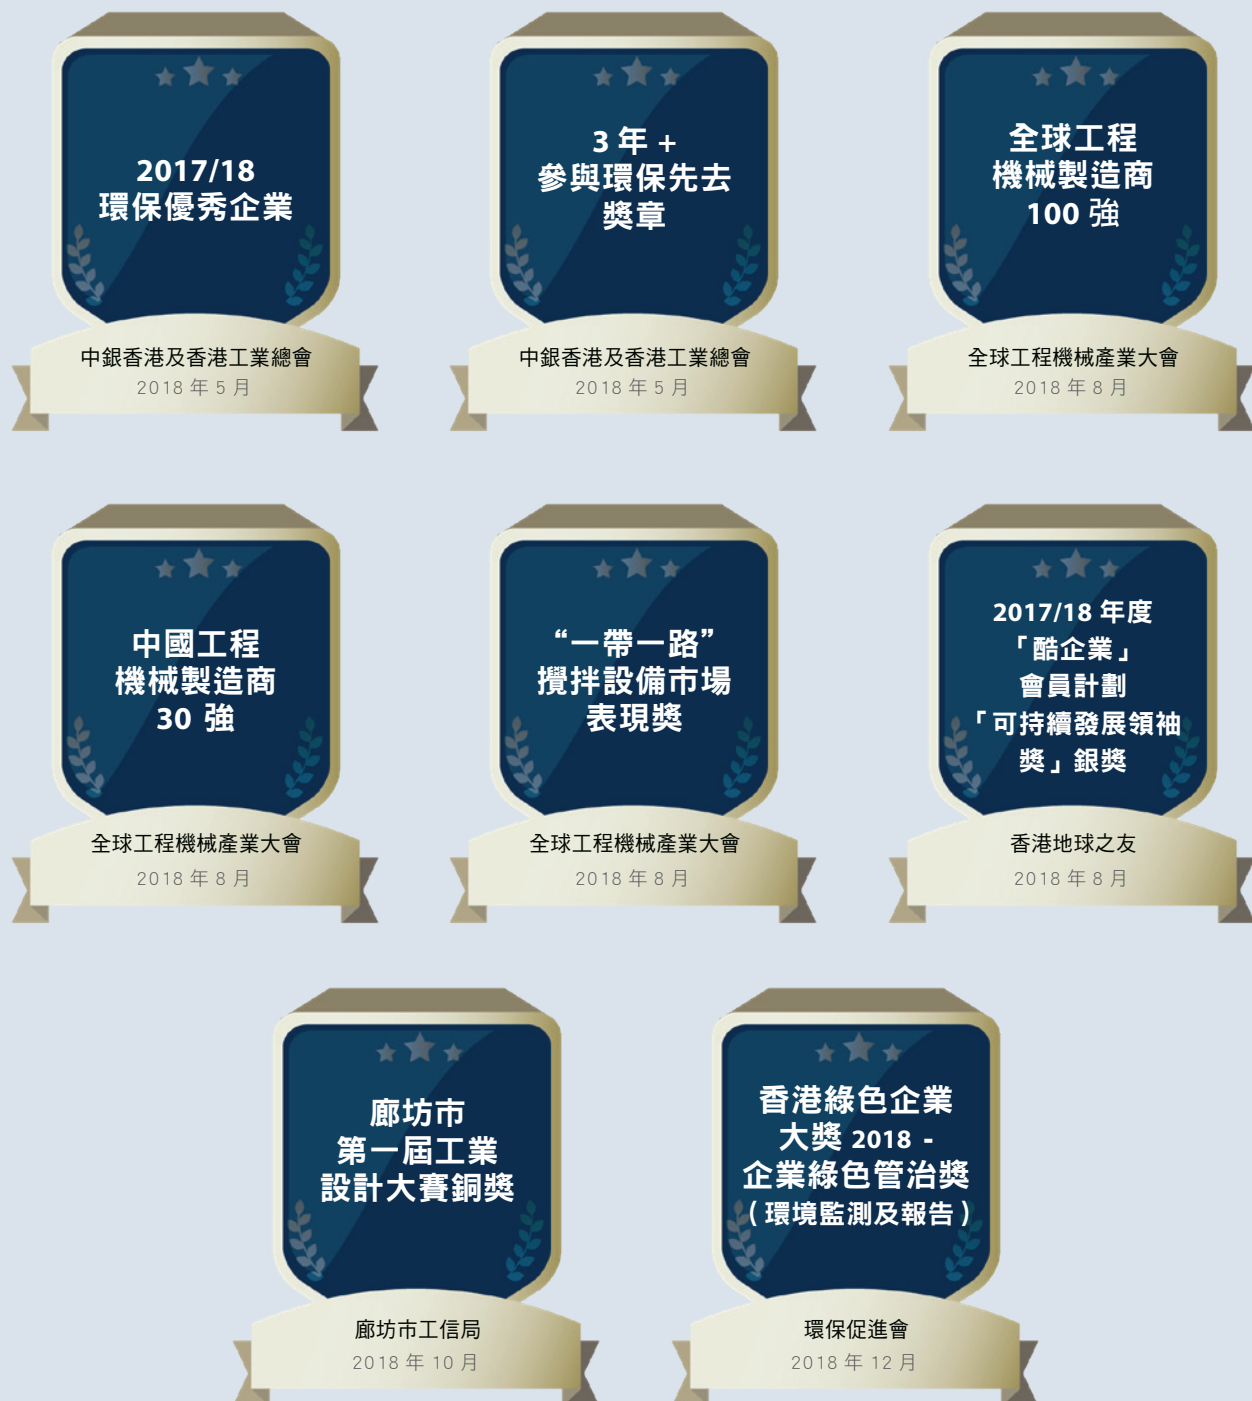 2017/18
環保優秀企業
中銀香港及香港工業總會
2018 年 5 月
3 年 +
參與環保先去
獎章
中銀香港及香港工業總會
2018 年 5 月
全球工程
機械製造商
100 強
全球工程機械產業大會
2018 年 8 月
中國工程
機械製造商
30 強
全球工程機械產業大會
2018 年 8 月
“一帶一路”
攪拌設備市場
表現獎
全球工程機械產業大會
2018 年 8 月
2017/18 年度
「酷企業」
會員計劃
「可持續發展領袖
獎」銀獎
香港地球之友
2018 年 8 月
廊坊市
第一屆工業
設計大賽銅獎
廊坊市工信局
2018 年 10 月
香港綠色企業
大獎 2018 -
企業綠色管治獎
（環境監測及報告）
環保促進會
2018 年 12 月